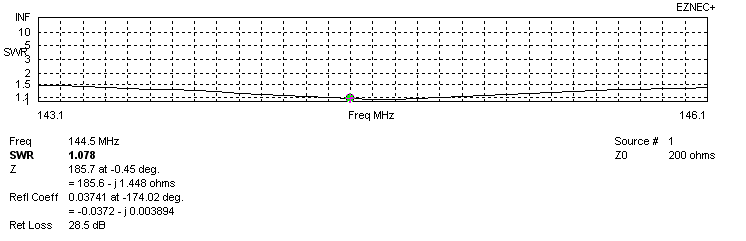 EZNEC+
INF
10
5
SWR
3
2
1.5
1.1
143.1 Freq MHz 146.1
Freq 144.5 MHz Source # 1
SWR 1.078 Z0 200 ohms
Z 185.7 at -0.45 deg.
= 185.6 - j 1.448 ohms
Refl Coeff 0.03741 at -174.02 deg.
= -0.0372 - j 0.003894
Ret Loss 28.5 dB